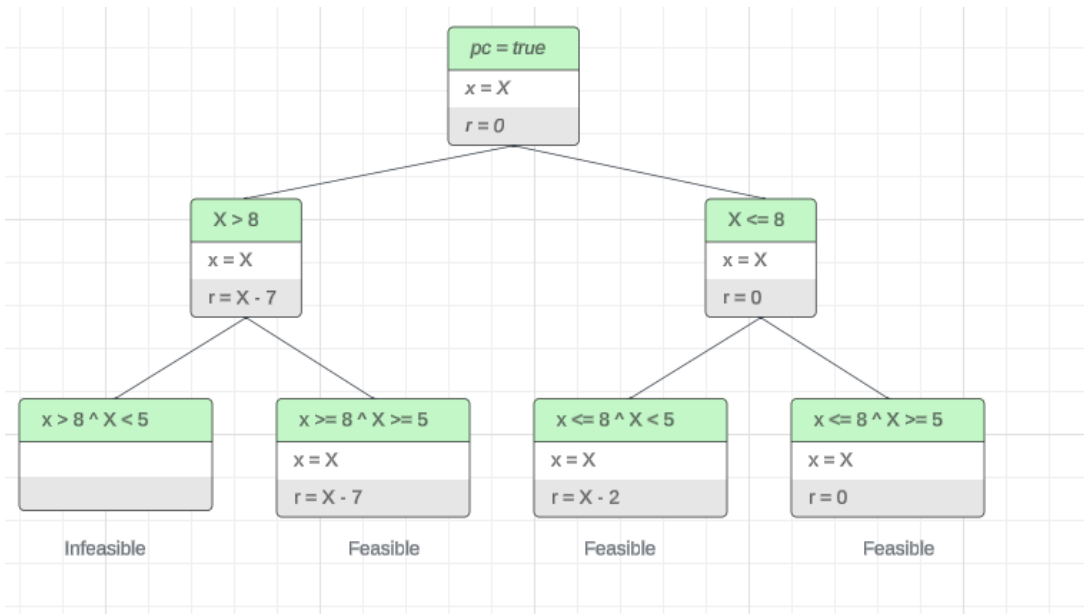 pc = true
x = X
r = 0
X > 8
x = X
r = X - 7
X <= 8
x = X
r = 0
x > 8 ^ X < 5
x >= 8 ^ X >= 5
x = X
r = X - 7
x <= 8 ^ X < 5
x = X
r = X - 2
x <= 8 ^ X >= 5
x = X
r = 0
Infeasible
Feasible
Feasible
Feasible